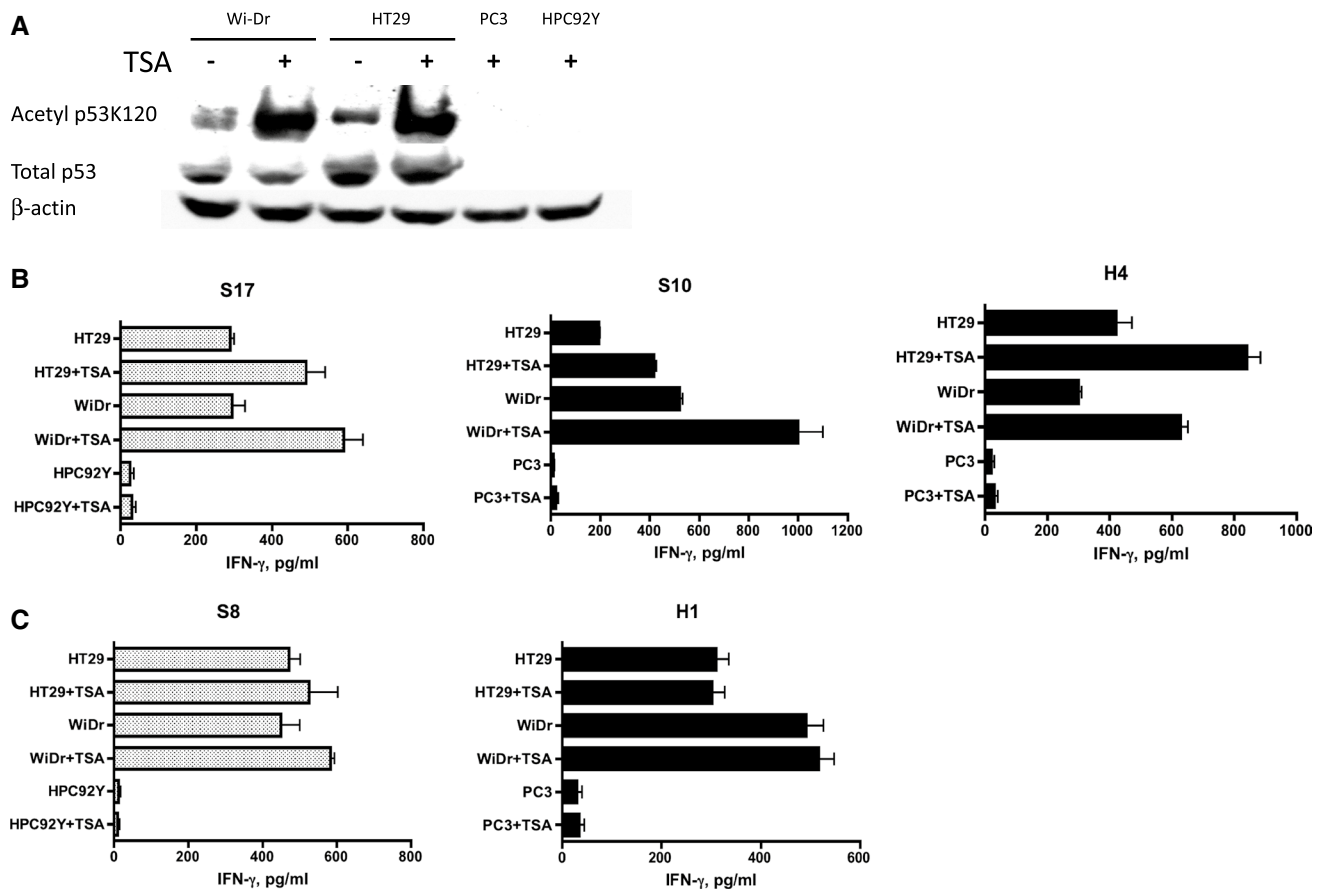 A
Wi-Dr HT29 PC3 HPC92Y
TSA - + - + + +
Acetyl p53K120
Total p53
β-actin
B
S17
HT29
HT29+TSA
WiDr
WiDr+TSA
HPC92Y
HPC92Y+TSA
0 200 400 600 800
IFN-γ, pg/ml
S10
HT29
HT29+TSA
WiDr
WiDr+TSA
PC3
PC3+TSA
0 200 400 600 800 1000 1200
IFN-γ, pg/ml
H4
HT29
HT29+TSA
WiDr
WiDr+TSA
PC3
PC3+TSA
0 200 400 600 800 1000
IFN-γ, pg/ml
C
S8
HT29
HT29+TSA
WiDr
WiDr+TSA
HPC92Y
HPC92Y+TSA
0 200 400 600 800
IFN-γ, pg/ml
H1
HT29
HT29+TSA
WiDr
WiDr+TSA
PC3
PC3+TSA
0 200 400 600
IFN-γ, pg/ml